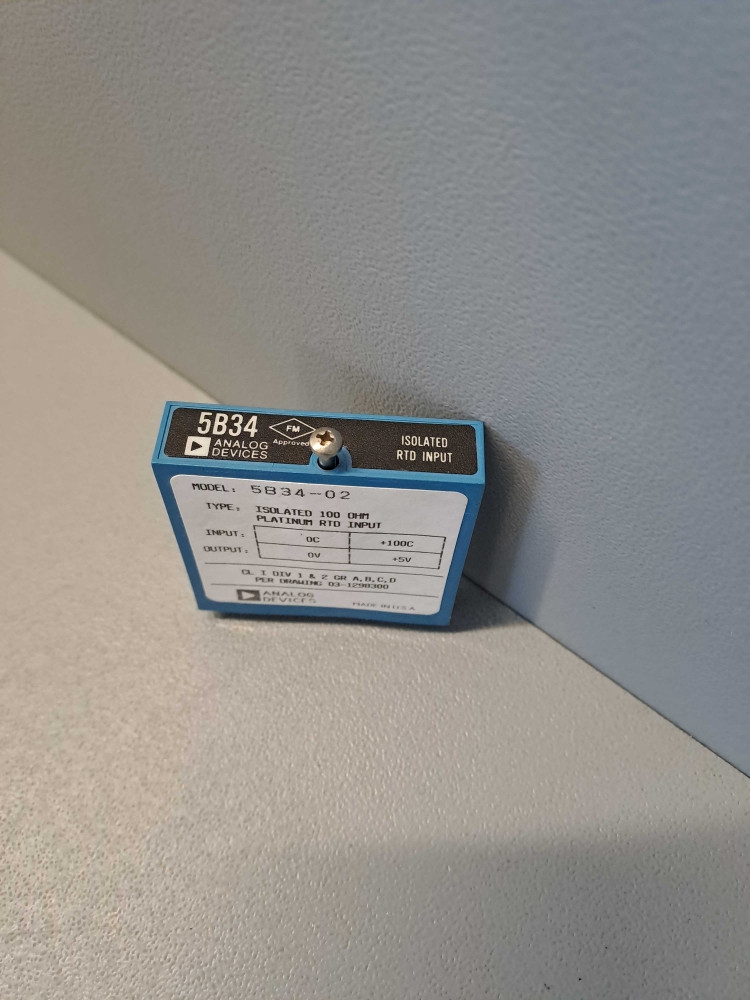 5B34
FM
Approved
ANALOG
DEVICES
ISOLATED
RTD INPUT
MODEL: 5B34-02
TYPE: ISOLATED 100 OHM
PLATINUM RTD INPUT
INPUT: 0C +100C
OUTPUT: 0V +5V
CL I DIV 1 & 2 GR A,B,C,D
PER DRAWING 03-1298300
ANALOG
DEVICES
MADE IN U.S.A.